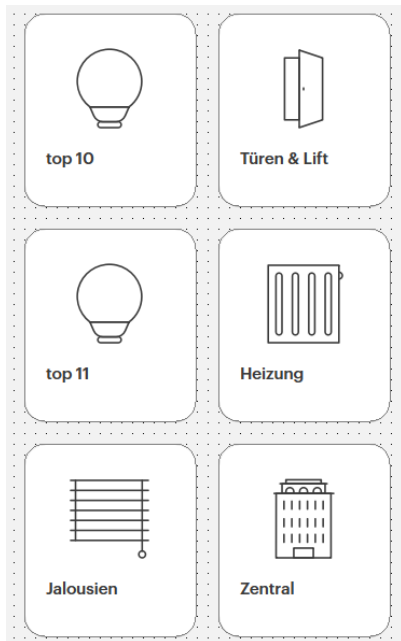 top 10
Türen & Lift
top 11
Heizung
Jalousien
Zentral